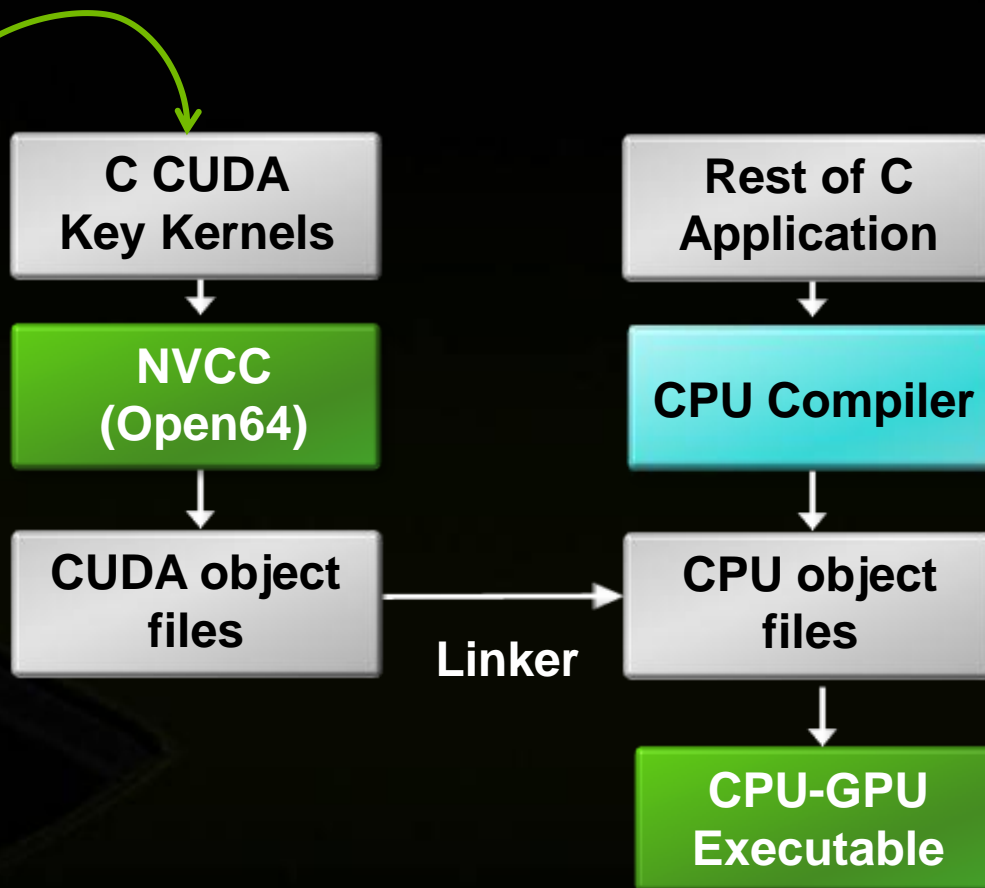 C CUDA
Key Kernels
NVCC
(Open64)
CUDA object
files
Linker
Rest of C
Application
CPU Compiler
CPU object
files
CPU-GPU
Executable